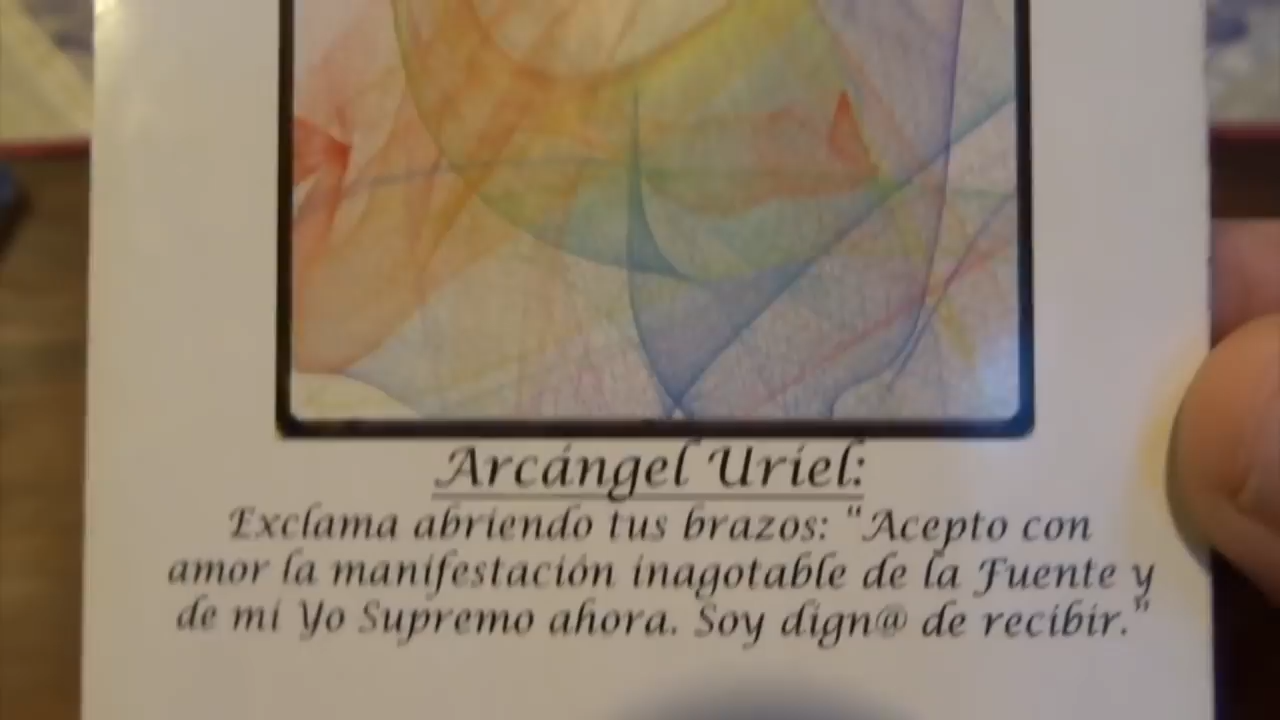 Arcángel Uriel:
Exclama abriendo tus brazos: "Acepto con
amor la manifestación inagotable de la Fuente y
de mi Yo Supremo ahora. Soy dign@ de recibir."